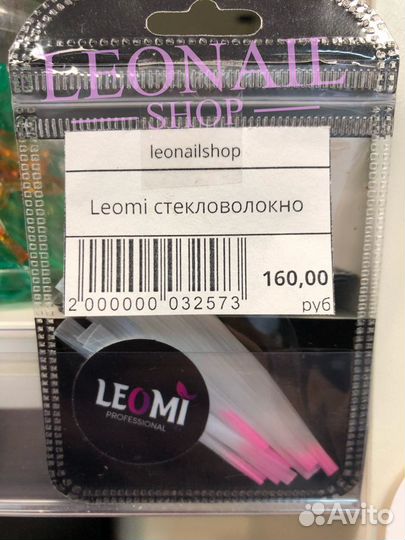 LEONAIL
SHOP
leonailshop
Leomi стекловолокно
160,00
2 000000 032573
руб
LEOMI
PROFESSIONAL
Avito